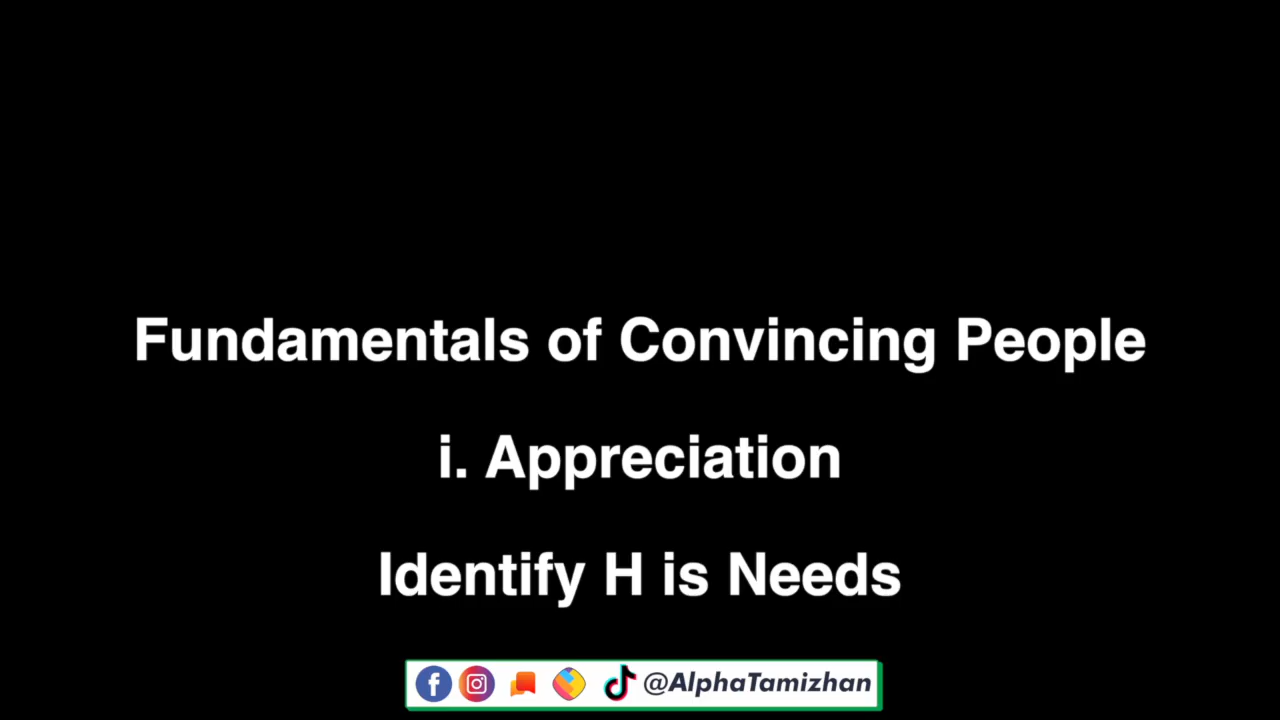 Fundamentals of Convincing People
i. Appreciation
Identify H is Needs
@AlphaTamizhan